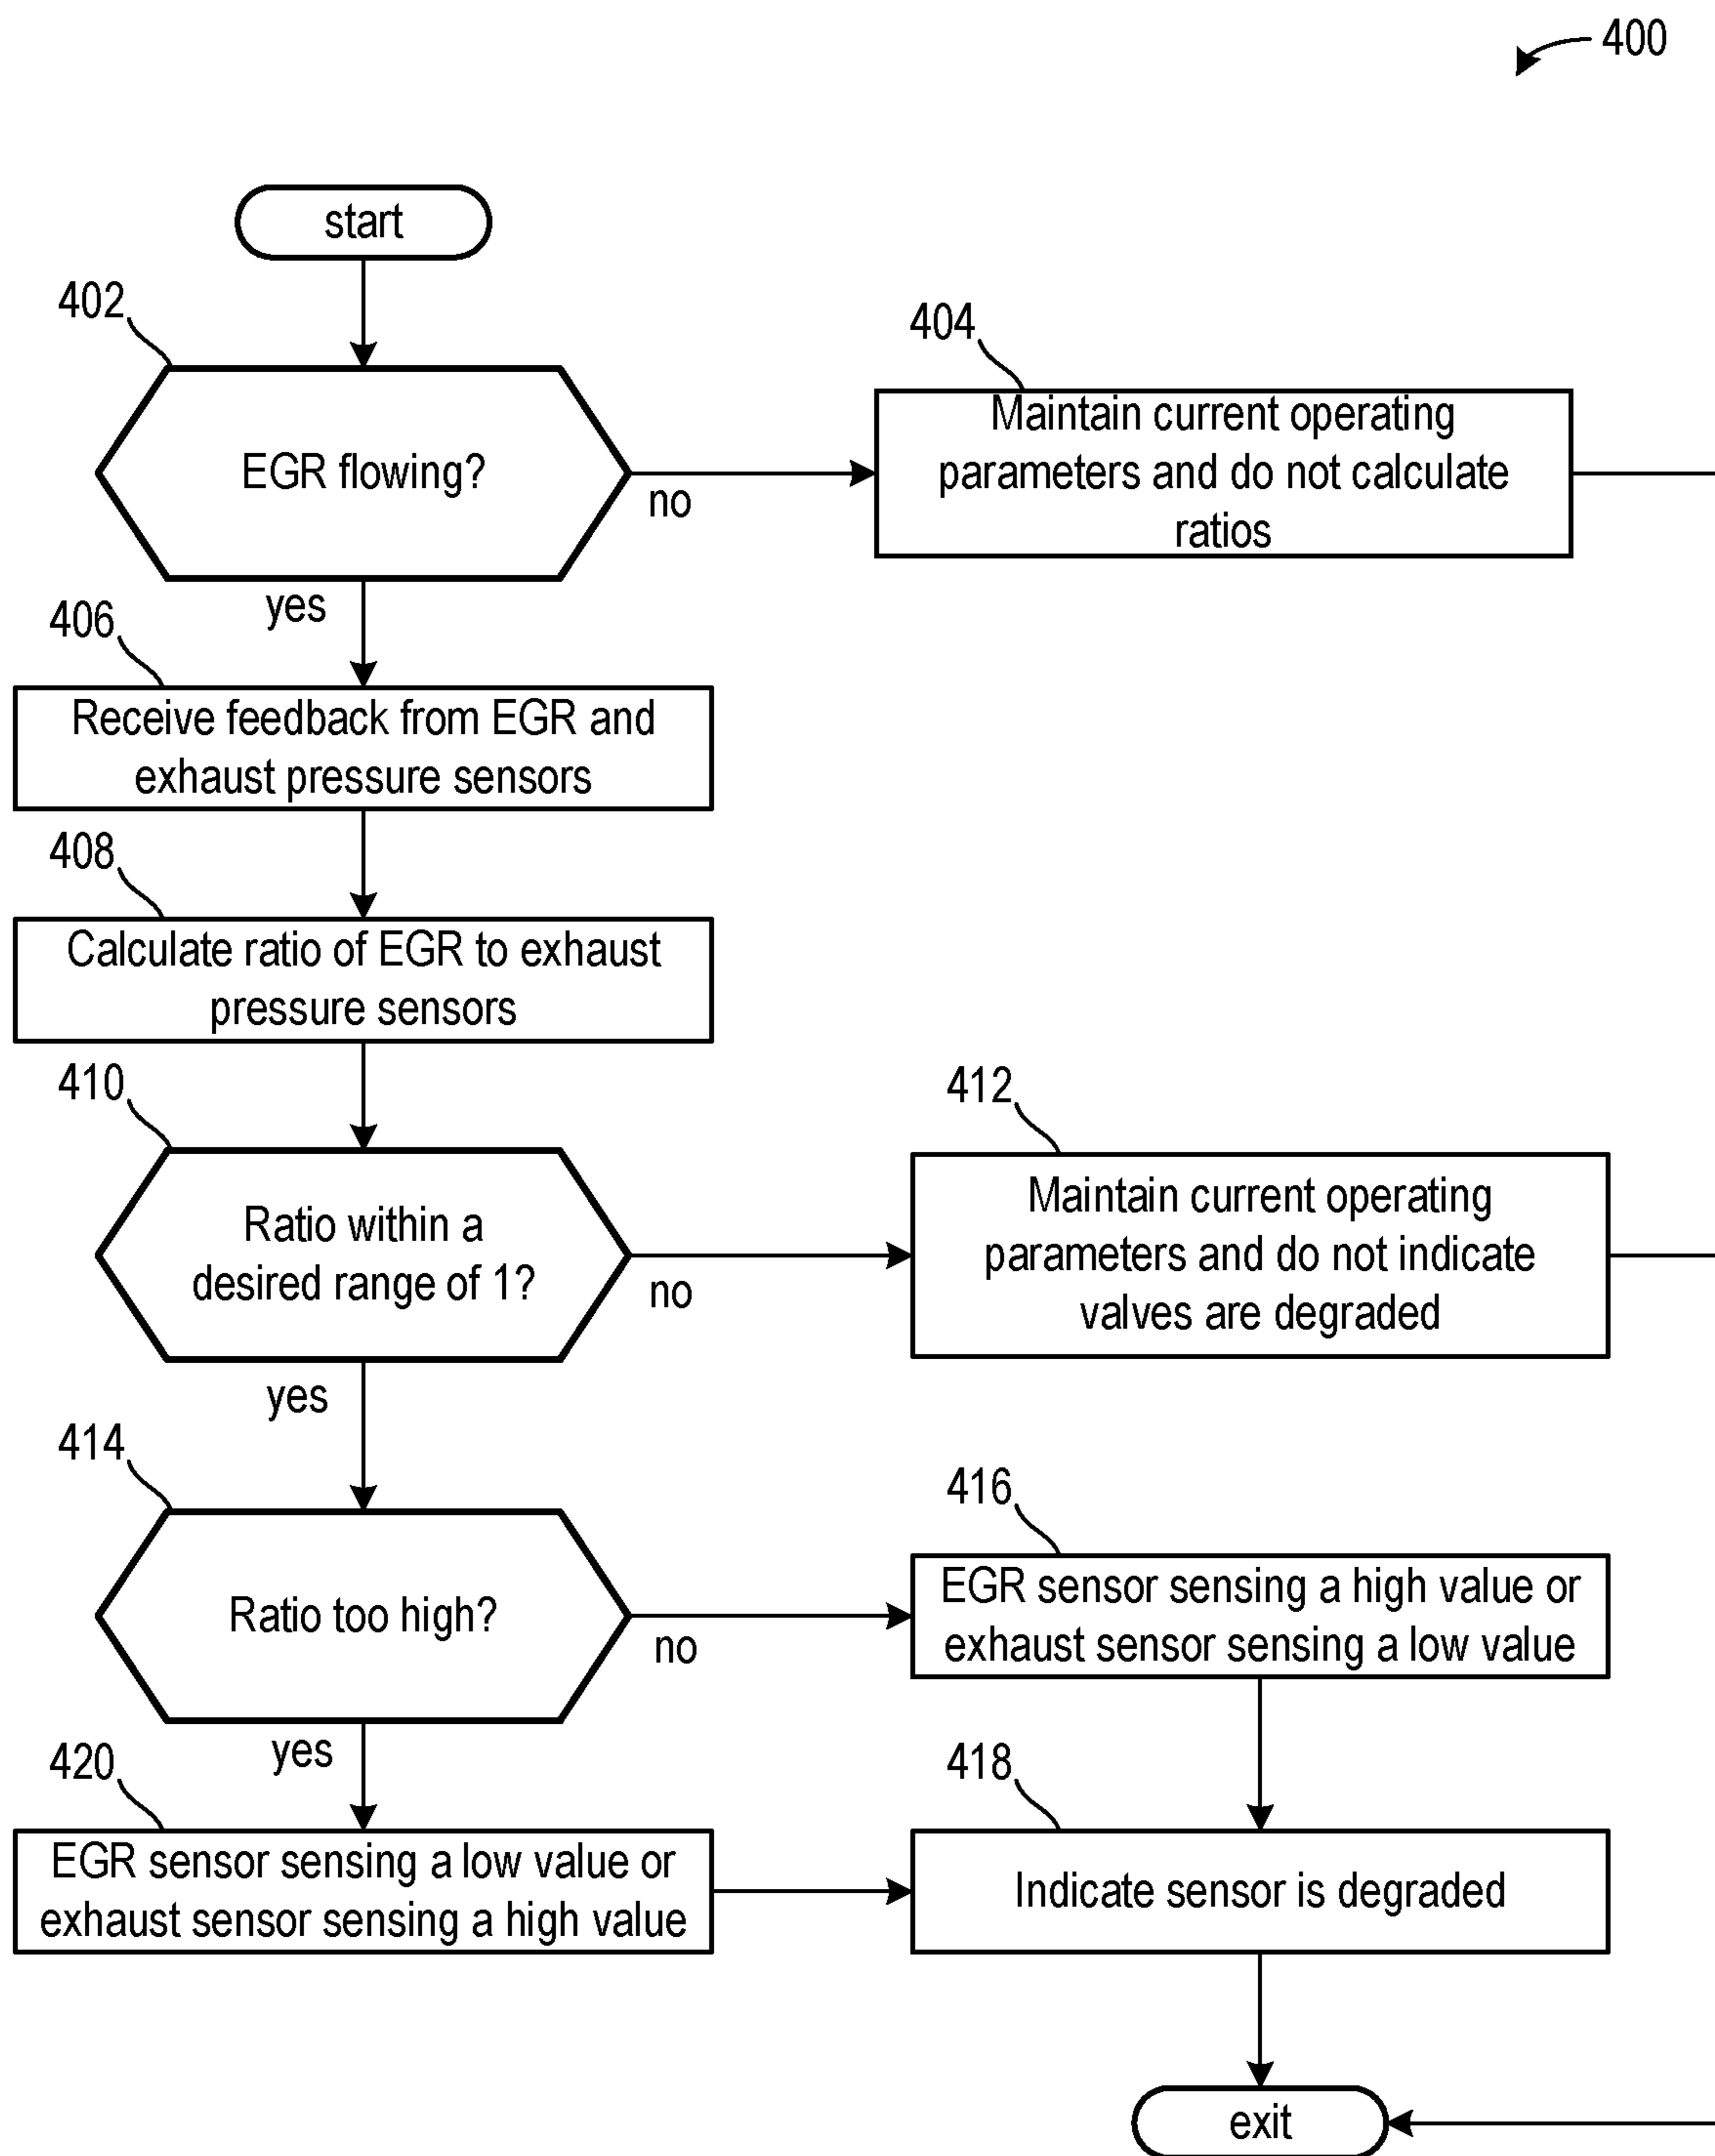 400
start
402
EGR flowing?
no
yes
404
Maintain current operating
parameters and do not calculate
ratios
406
Receive feedback from EGR and
exhaust pressure sensors
408
Calculate ratio of EGR to exhaust
pressure sensors
410
Ratio within a
desired range of 1?
no
yes
412
Maintain current operating
parameters and do not indicate
valves are degraded
414
Ratio too high?
no
yes
416
EGR sensor sensing a high value or
exhaust sensor sensing a low value
420
EGR sensor sensing a low value or
exhaust sensor sensing a high value
418
Indicate sensor is degraded
exit